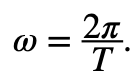 ω = 2π/T.